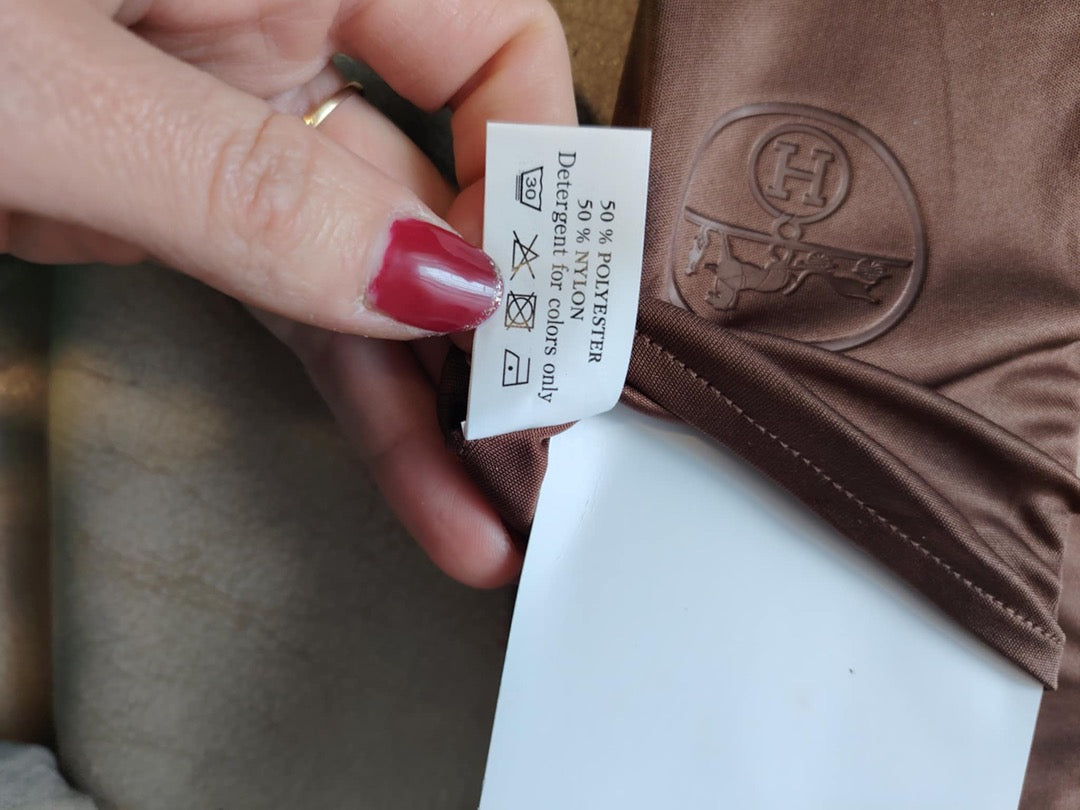 50 % POLYESTER
50 % NYLON
Detergent for colors only
30
H